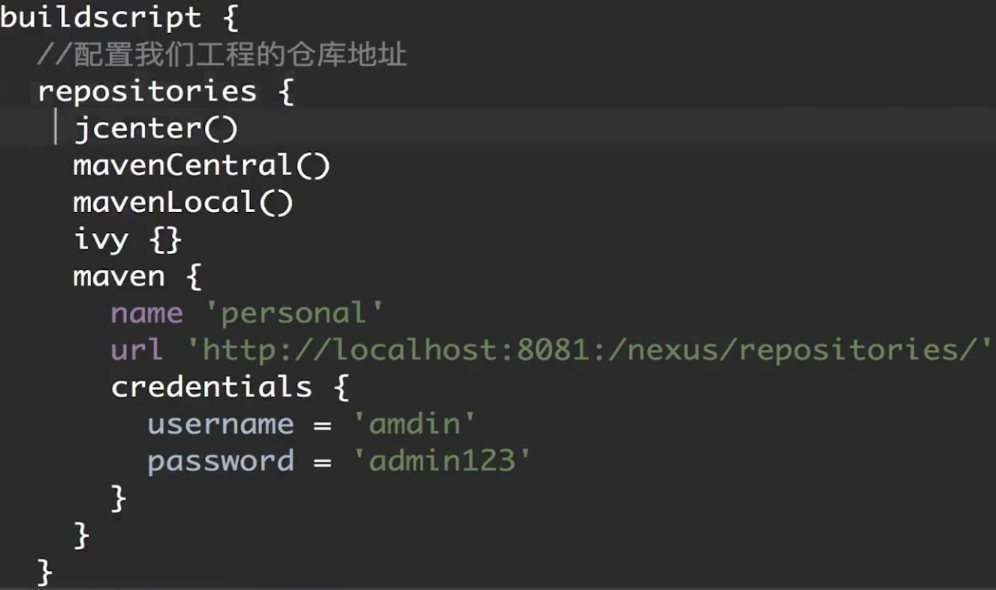 buildscript {
//配置我们工程的仓库地址
repositories {
jcenter()
mavenCentral()
mavenLocal()
ivy {}
maven {
name 'personal'
url 'http://localhost:8081:/nexus/repositories/'
credentials {
username = 'amdin'
password = 'admin123'
}
}
}